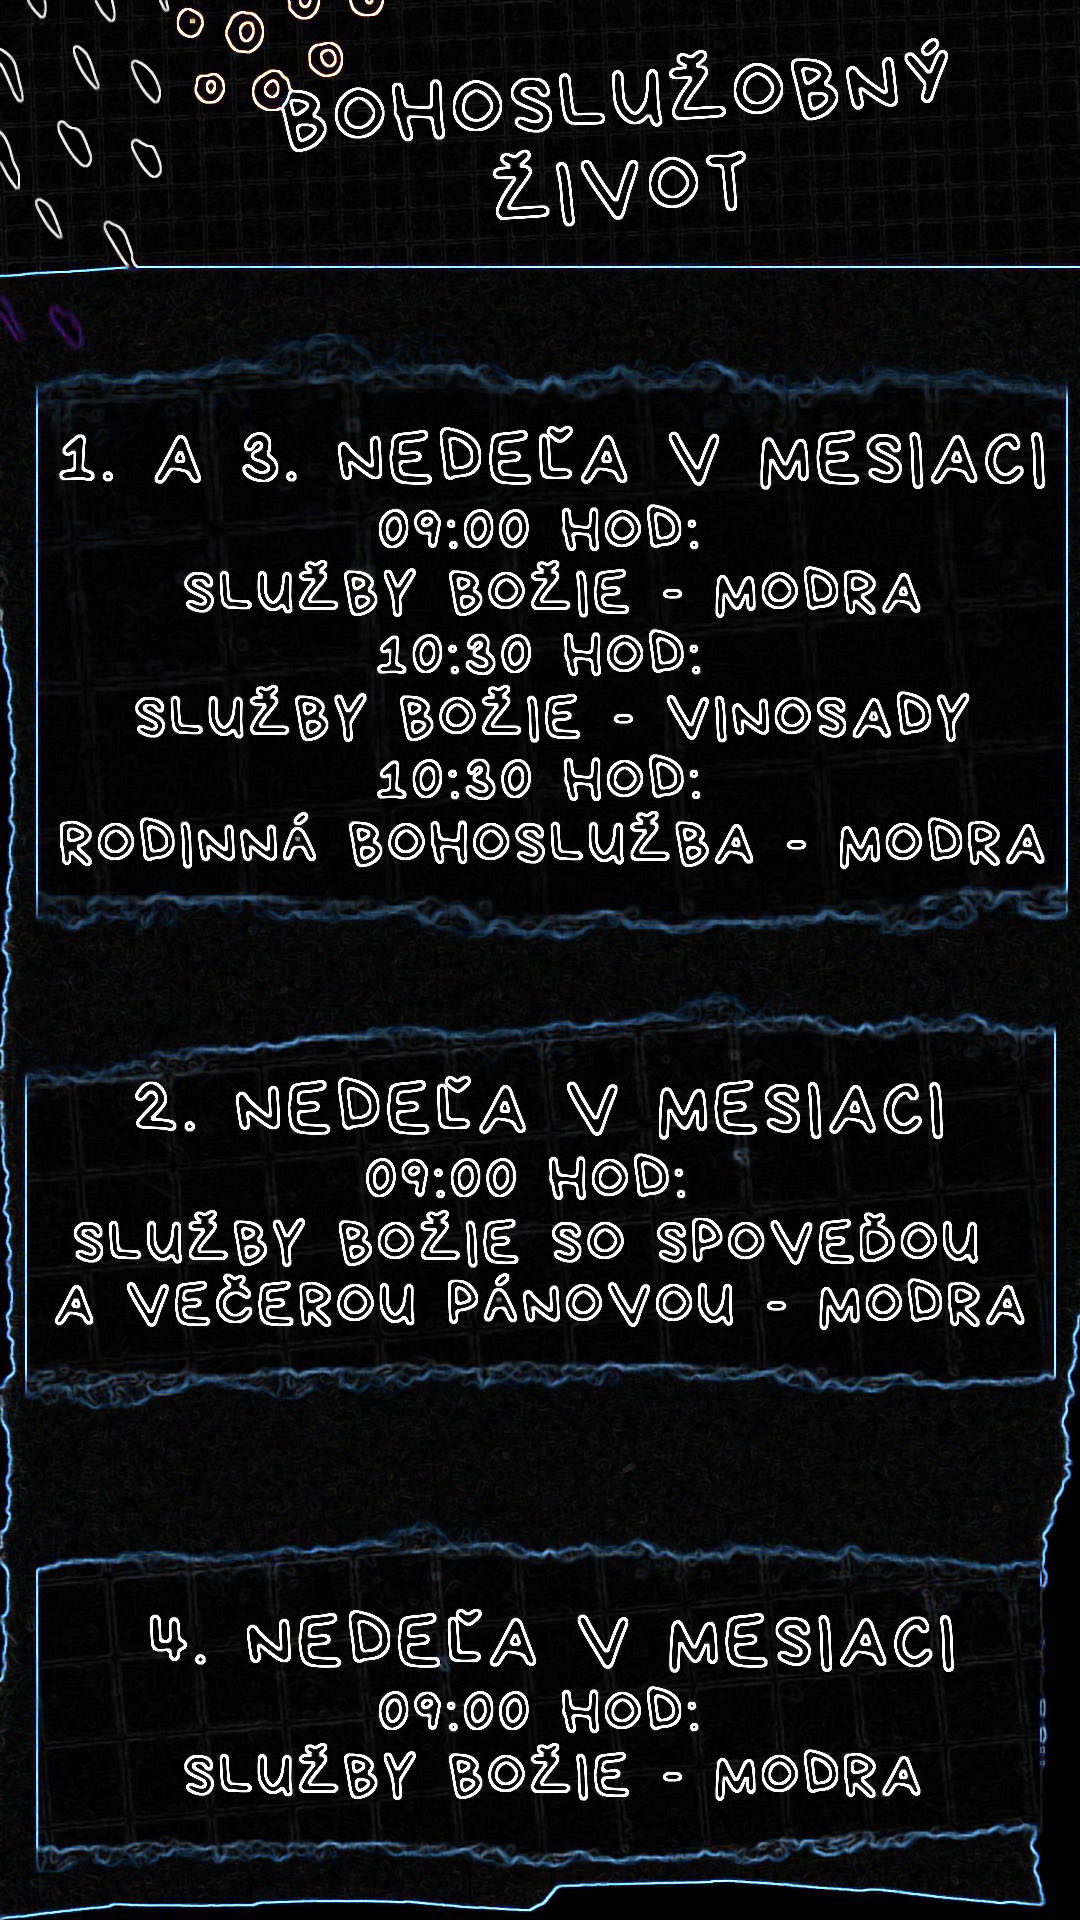 BOHOSLUŽOBNÝ
ŽIVOT
1. A 3. NEDEĽA V MESIACI
09:00 HOD:
SLUŽBY BOŽIE - MODRA
10:30 HOD:
SLUŽBY BOŽIE - VINOSADY
10:30 HOD:
RODINNÁ BOHOSLUŽBA - MODRA
2. NEDEĽA V MESIACI
09:00 HOD:
SLUŽBY BOŽIE SO SPOVEĎOU
A VEČEROU PÁNOVOU - MODRA
4. NEDEĽA V MESIACI
09:00 HOD:
SLUŽBY BOŽIE - MODRA